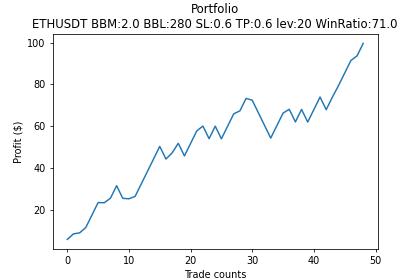 Portfolio
ETHUSDT BBM:2.0 BBL:280 SL:0.6 TP:0.6 lev:20 WinRatio:71.0
100
80
60
40
20
Profit ($)
0
10
20
30
40
50
Trade counts